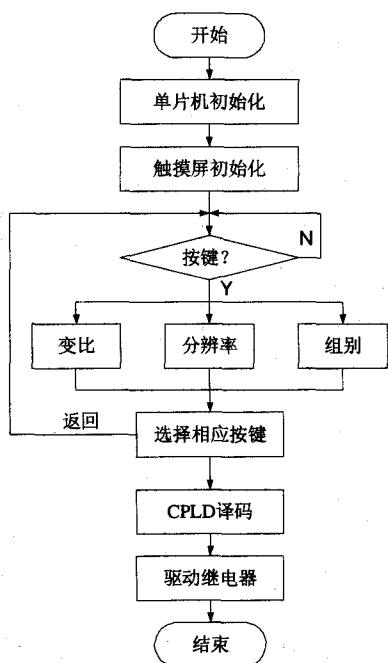 开始
单片机初始化
触摸屏初始化
N
按键?
Y
变比
分辨率
组别
返回
选择相应按键
CPLD译码
驱动继电器
结束